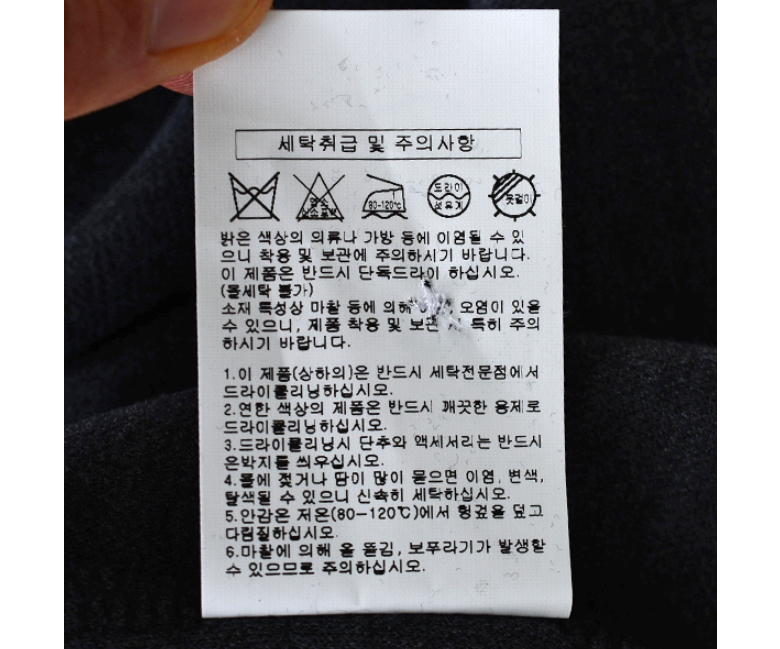 세탁취급 및 주의사항
염소
산소표백
80-120℃
드라이
석유계
옷걸이
밝은 색상의 의류나 가방 등에 이염될 수 있
으니 착용 및 보관에 주의하시기 바랍니다.
이 제품은 반드시 단독드라이 하십시오.
(물세탁 불가)
소재 특성상 마찰 등에 의해 오염이 있을
수 있으니, 제품 착용 및 보관 시 특히 주의
하시기 바랍니다.
1.이 제품(상하의)은 반드시 세탁전문점에서
드라이클리닝하십시오.
2.연한 색상의 제품은 반드시 깨끗한 용제로
드라이클리닝하십시오.
3.드라이클리닝시 단추와 액세서리는 반드시
은박지를 씌우십시오.
4.물에 젖거나 땀이 많이 묻으면 이염, 변색,
탈색될 수 있으니 신속히 세탁하십시오.
5.안감은 저온(80-120℃)에서 헝겊을 덮고
다림질하십시오.
6.마찰에 의해 올 뜯김, 보푸라기가 발생할
수 있으므로 주의하십시오.